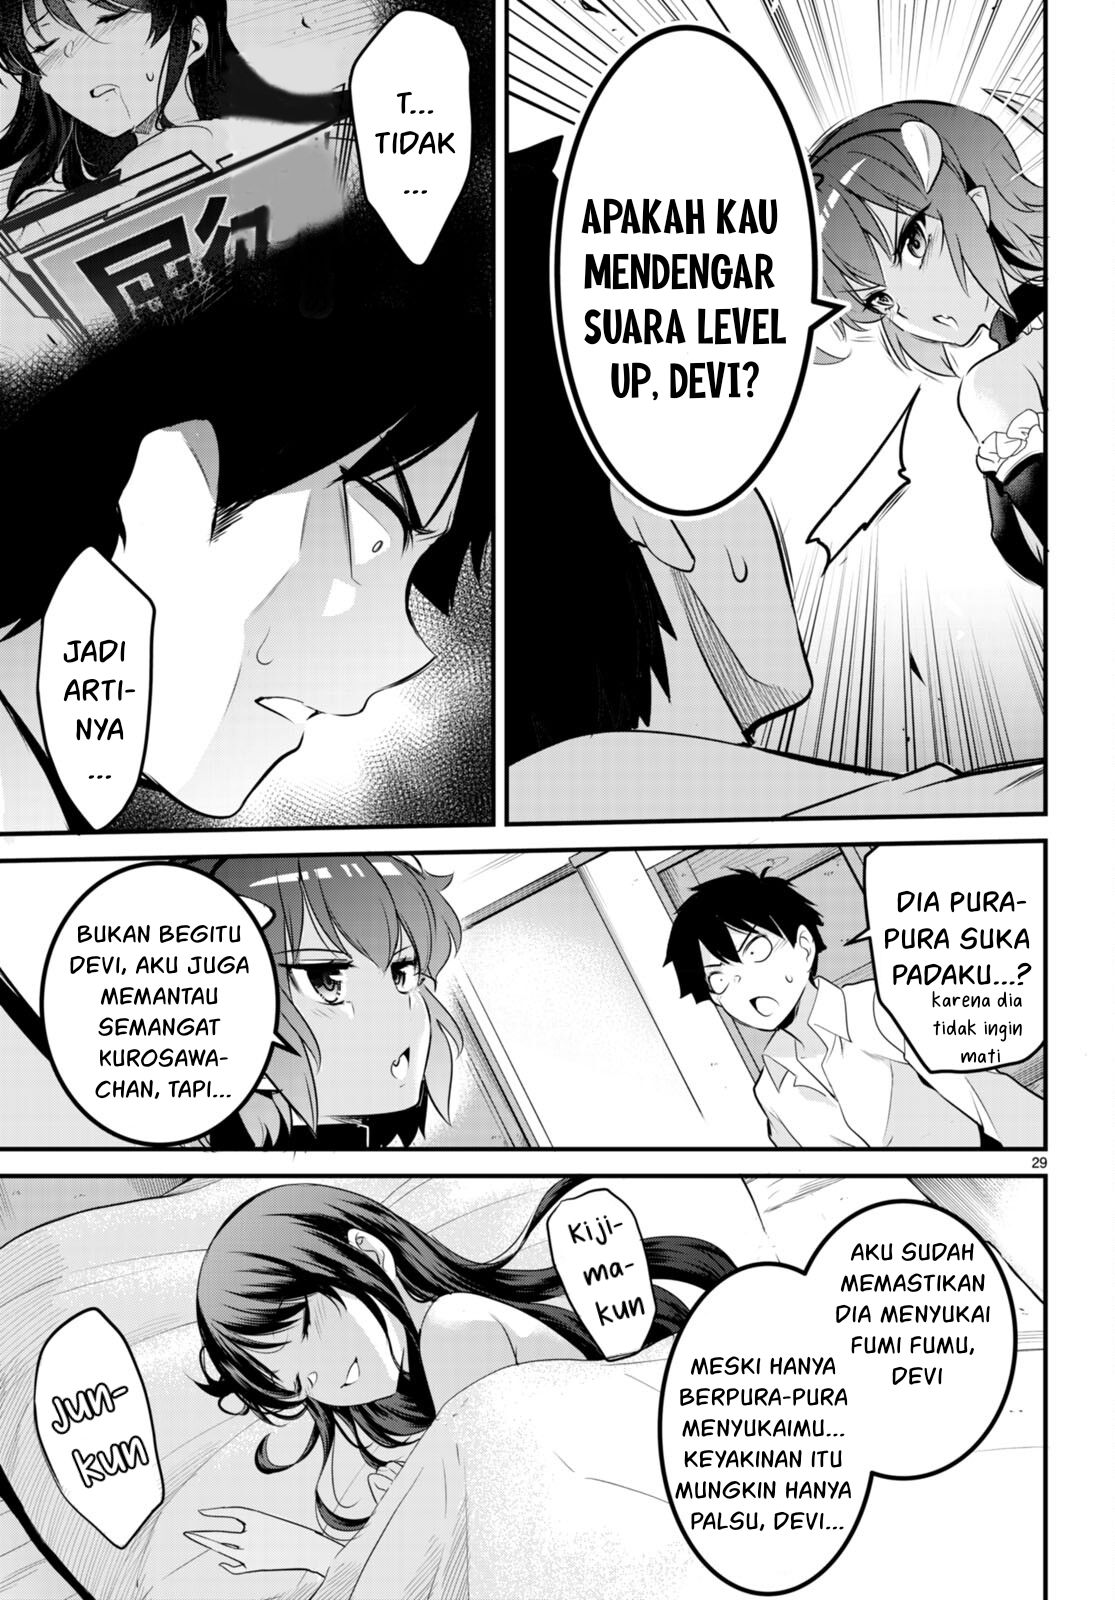 APAKAH KAU
MENDENGAR
SUARA LEVEL
UP, DEVI?
T...
TIDAK
...
JADI
ARTI-
NYA
...
DIA PURA-
PURA SUKA
PADAKU...?
karena dia
tidak ingin
mati
BUKAN BEGITU
DEVI, AKU JUGA
MEMANTAU
SEMANGAT
KUROSAWA-
CHAN, TAPI...
29
AKU SUDAH
MEMASTIKAN
DIA MENYUKAI
FUMI FUMU,
DEVI
MESKI HANYA
BERPURA-PURA
MENYUKAIMU...
KEYAKINAN ITU
MUNGKIN HANYA
PALSU, DEVI...
Kiji-
ma-
kun
Jun-
kun